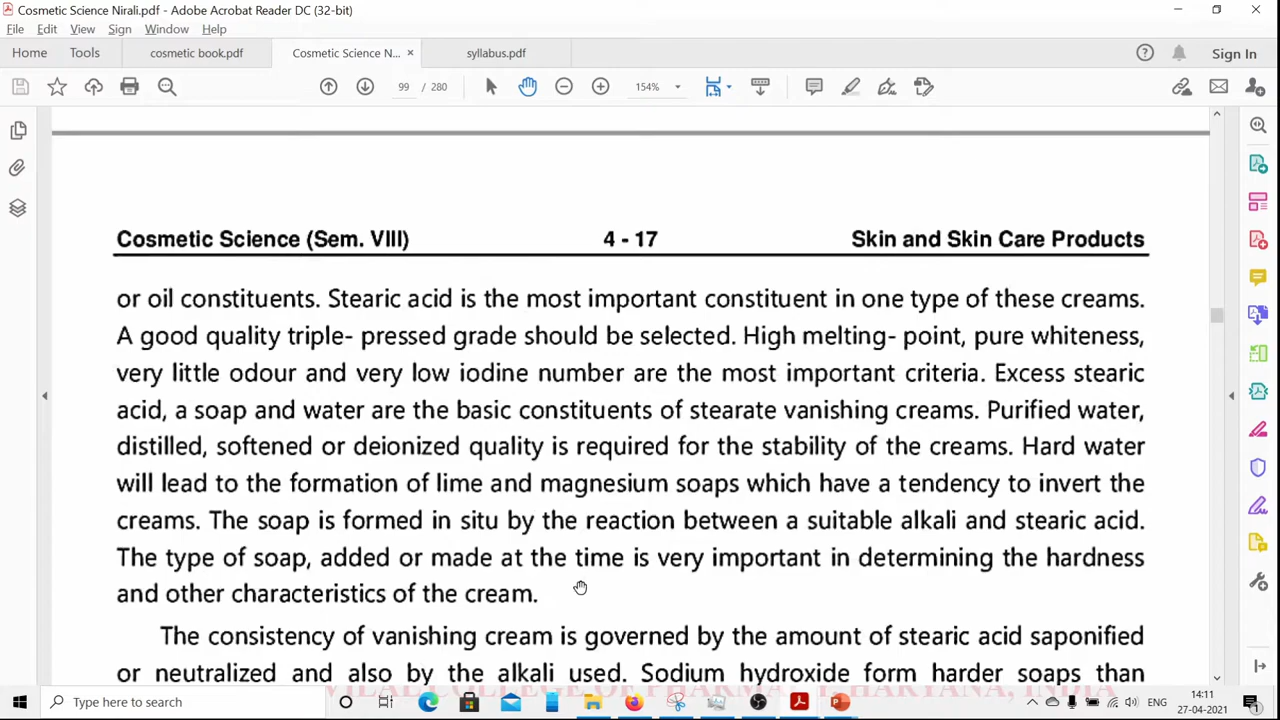 Cosmetic Science Nirali.pdf - Adobe Acrobat Reader DC (32-bit)
File Edit View Sign Window Help
Home Tools cosmetic book.pdf Cosmetic Science N... × syllabus.pdf Sign In
99 / 280 154%
Cosmetic Science (Sem. VIII) 4 - 17 Skin and Skin Care Products
or oil constituents. Stearic acid is the most important constituent in one type of these creams.
A good quality triple- pressed grade should be selected. High melting- point, pure whiteness,
very little odour and very low iodine number are the most important criteria. Excess stearic
acid, a soap and water are the basic constituents of stearate vanishing creams. Purified water,
distilled, softened or deionized quality is required for the stability of the creams. Hard water
will lead to the formation of lime and magnesium soaps which have a tendency to invert the
creams. The soap is formed in situ by the reaction between a suitable alkali and stearic acid.
The type of soap, added or made at the time is very important in determining the hardness
and other characteristics of the cream.
The consistency of vanishing cream is governed by the amount of stearic acid saponified
or neutralized and also by the alkali used. Sodium hydroxide form harder soaps than
Type here to search
ENG
14:11
27-04-2021